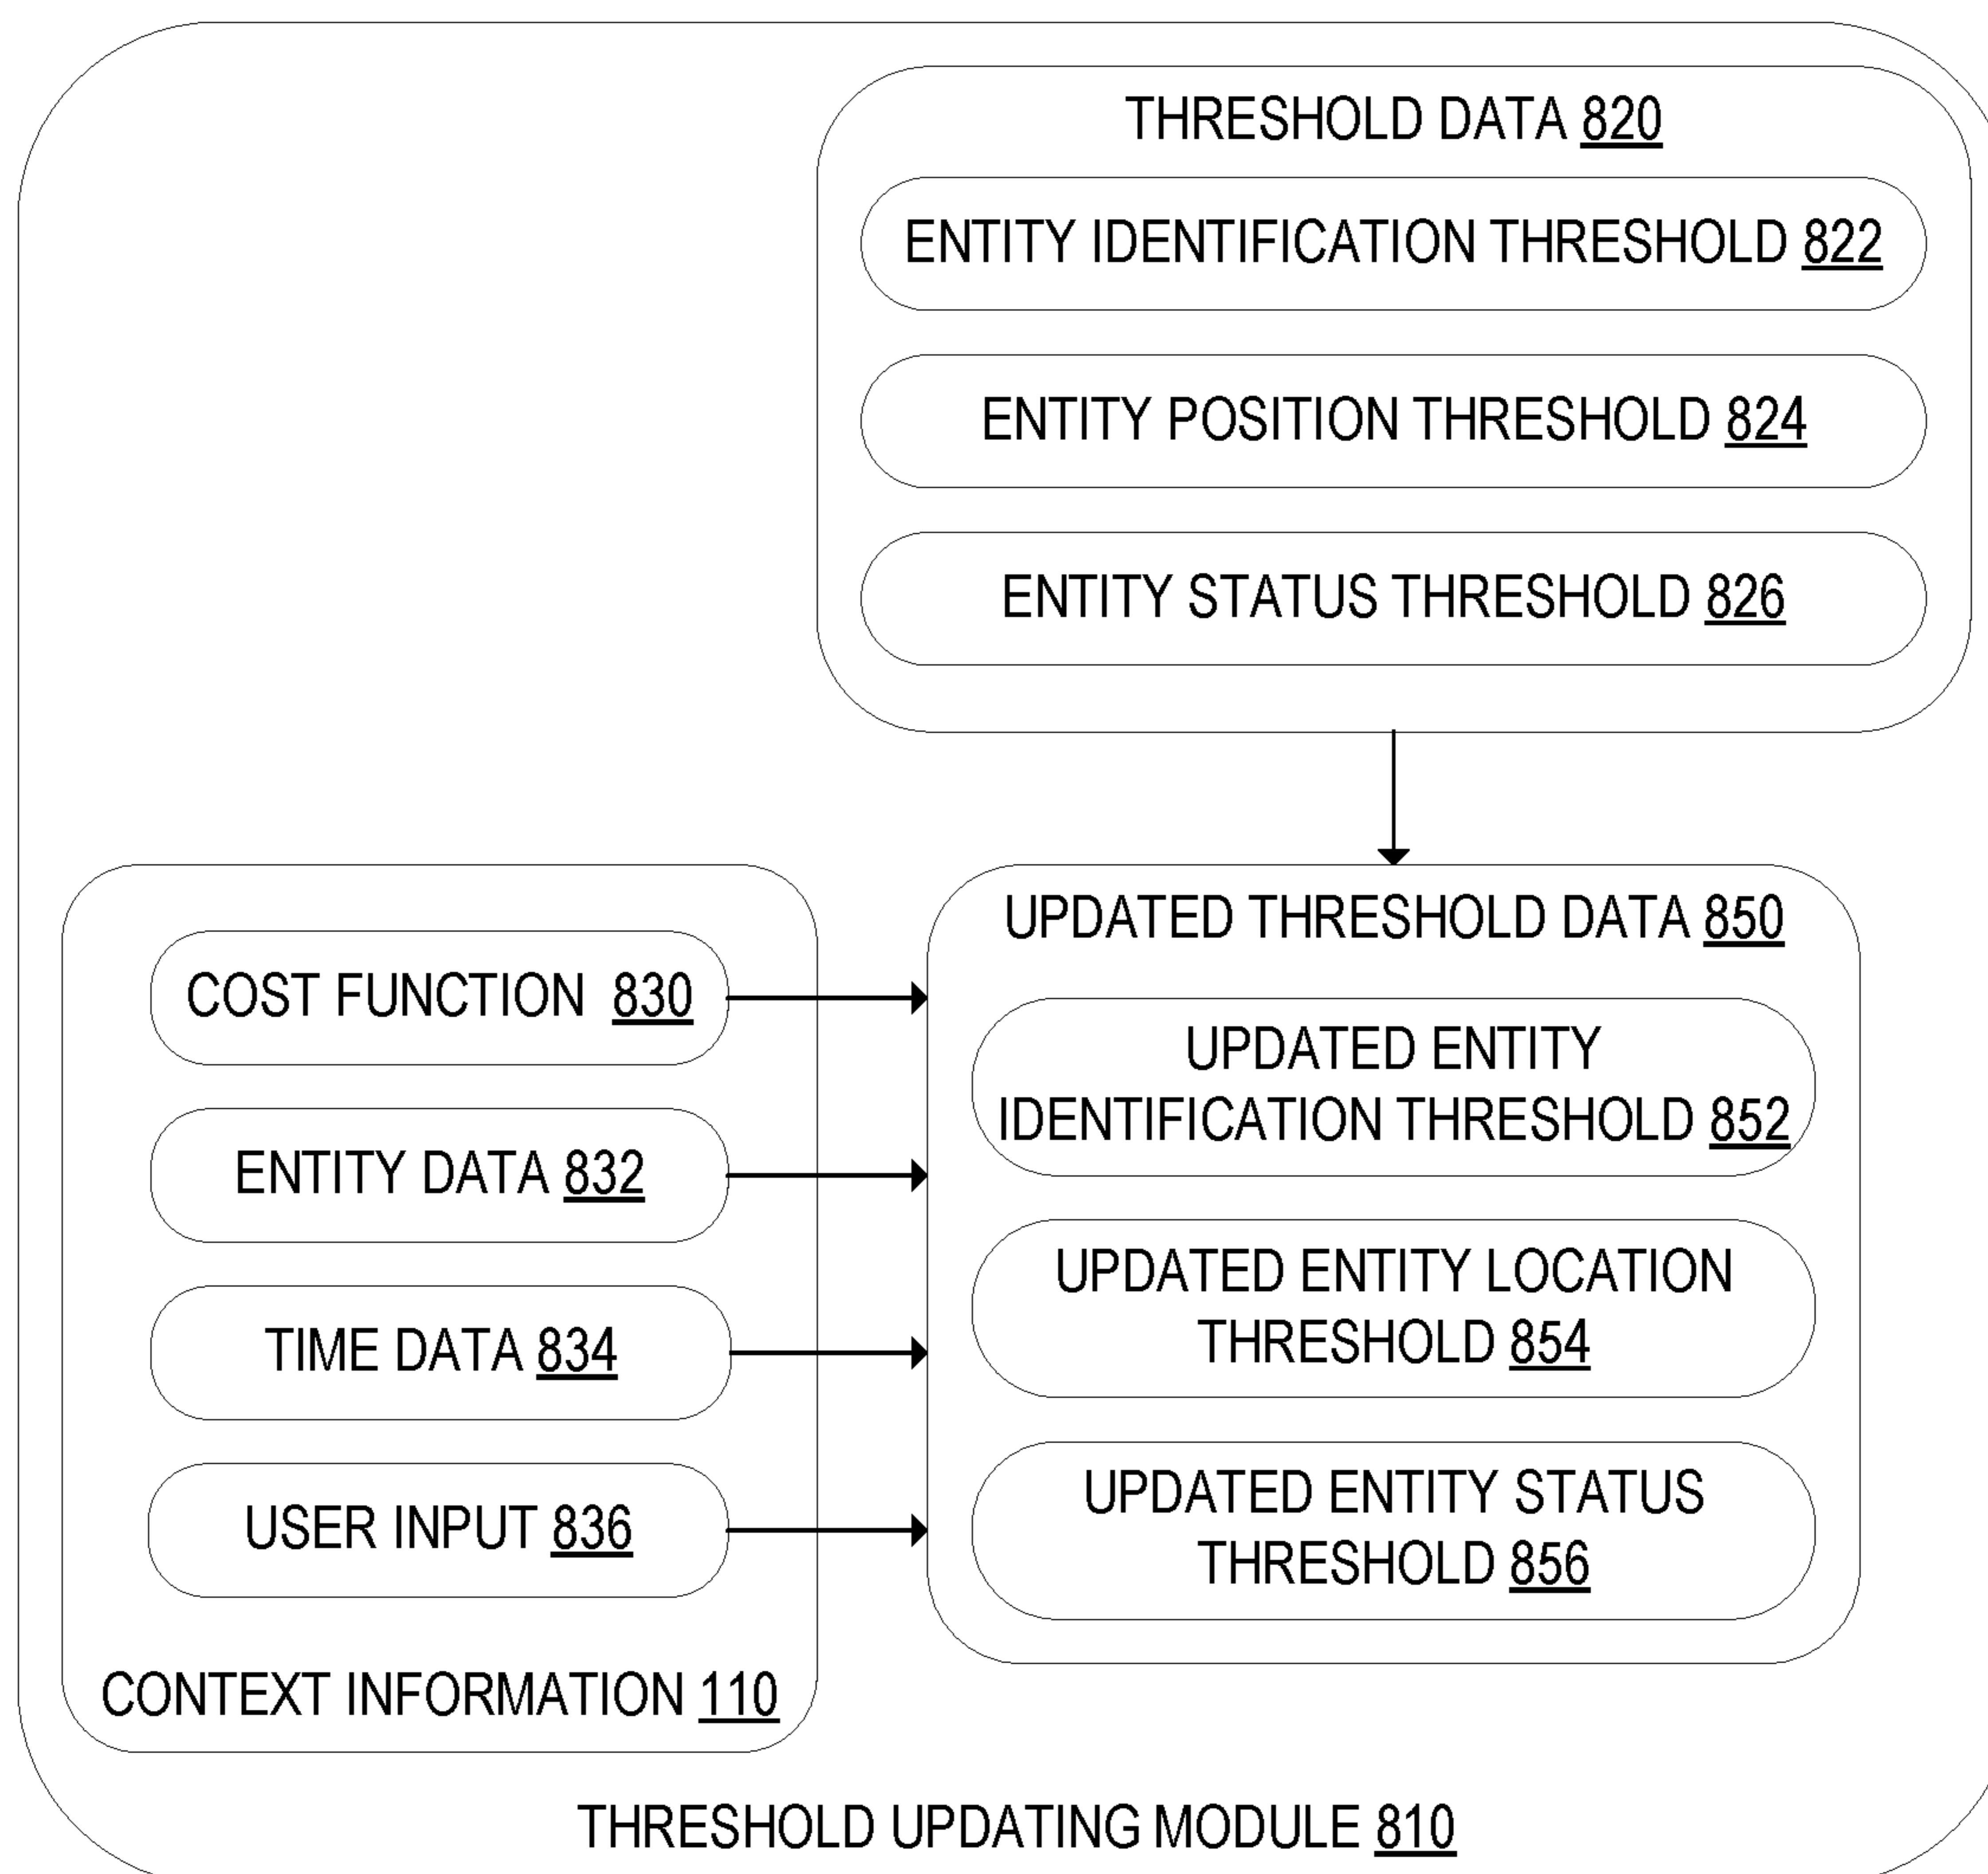 THRESHOLD DATA 820
ENTITY IDENTIFICATION THRESHOLD 822
ENTITY POSITION THRESHOLD 824
ENTITY STATUS THRESHOLD 826
COST FUNCTION 830
ENTITY DATA 832
TIME DATA 834
USER INPUT 836
CONTEXT INFORMATION 110
UPDATED THRESHOLD DATA 850
UPDATED ENTITY
IDENTIFICATION THRESHOLD 852
UPDATED ENTITY LOCATION
THRESHOLD 854
UPDATED ENTITY STATUS
THRESHOLD 856
THRESHOLD UPDATING MODULE 810